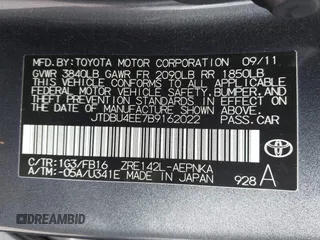 MFD. BY: TOYOTA MOTOR CORPORATION 09/11
GVWR 3840LB GAWR FR 2090LB RR 1850LB
THIS VEHICLE CONFORMS TO ALL APPLICABLE
FEDERAL MOTOR VEHICLE SAFETY,
BUMPER, AND THEFT PREVENTION STANDARDS
IN EFFECT ON THE DATE OF
MANUFACTURE SHOWN ABOVE.
JTDBU4EE7B9162022 PASS.CAR
C/TR:1G3/FB16 ZRE142L-AEPNKA
A/TM:-05A/U341E MADE IN JAPAN
TOYOTA
928 A
DREAMBID